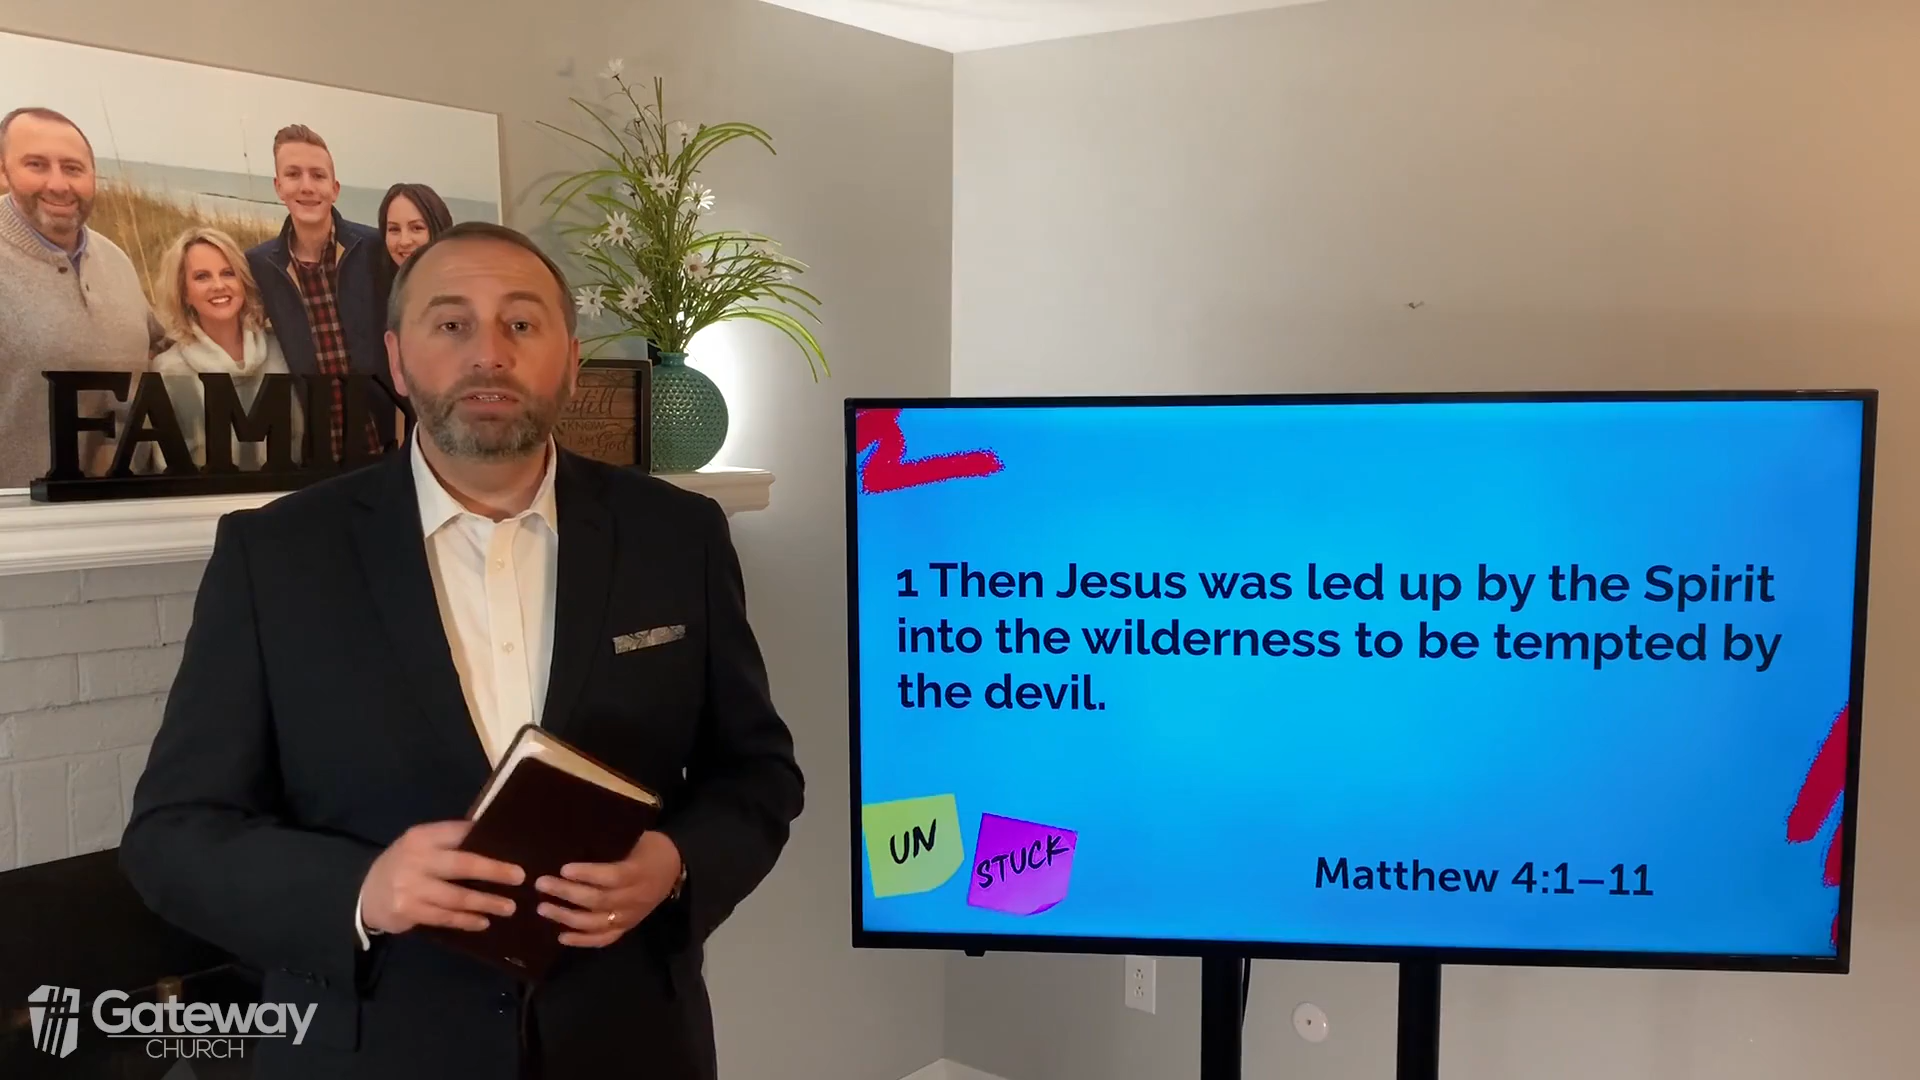 FAMILY
still
KNOW
I AM God
1 Then Jesus was led up by the Spirit
into the wilderness to be tempted by
the devil.
UN
STUCK
Matthew 4:1–11
Gateway
CHURCH